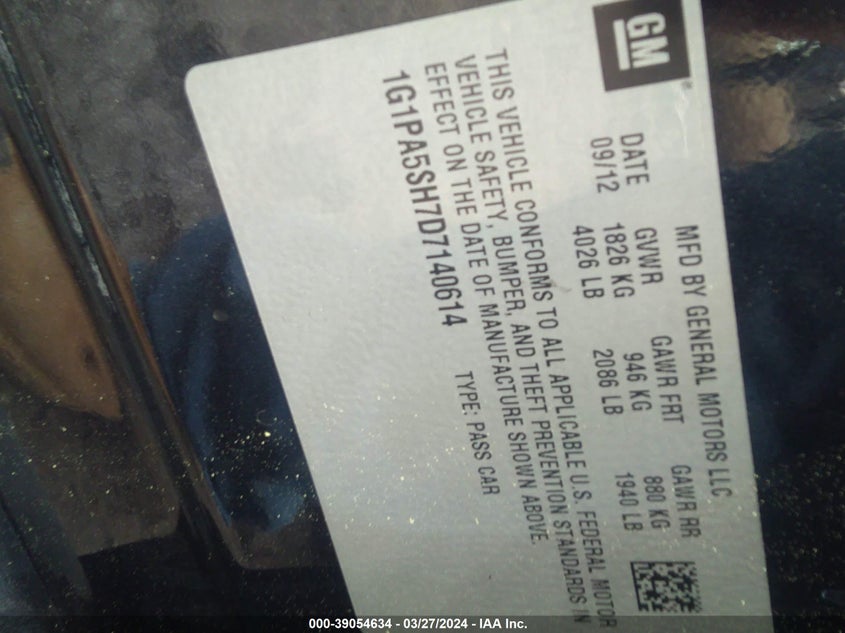 GM
MFD BY GENERAL MOTORS LLC
DATE GVWR GAWR FRT GAWR RR
09/12 1826 KG 946 KG 880 KG
4026 LB 2086 LB 1940 LB
THIS VEHICLE CONFORMS TO ALL APPLICABLE U.S. FEDERAL MOTOR
VEHICLE SAFETY, BUMPER, AND THEFT PREVENTION STANDARDS IN
EFFECT ON THE DATE OF MANUFACTURE SHOWN ABOVE.
1G1PA5SH7D7140614 TYPE: PASS CAR
000-39054634 / 03/27/2024 - IAA Inc.